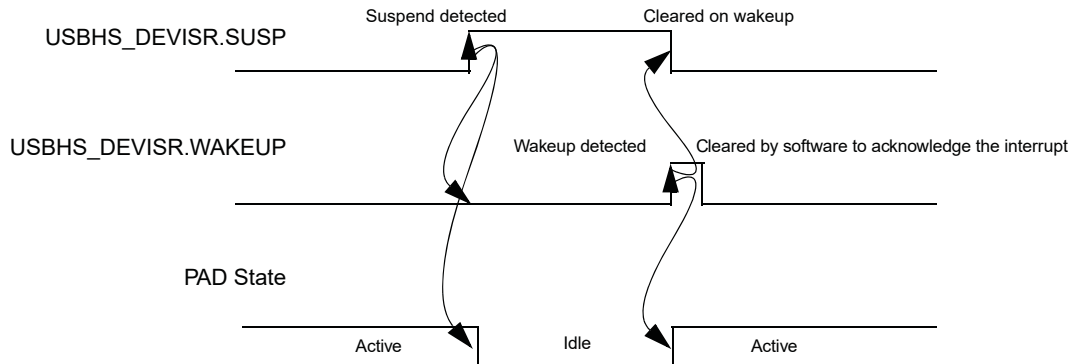 Suspend detected
Cleared on wakeup
USBHS_DEVISR.SUSP
USBHS_DEVISR.WAKEUP
Wakeup detected
Cleared by software to acknowledge the interrupt
PAD State
Active
Idle
Active